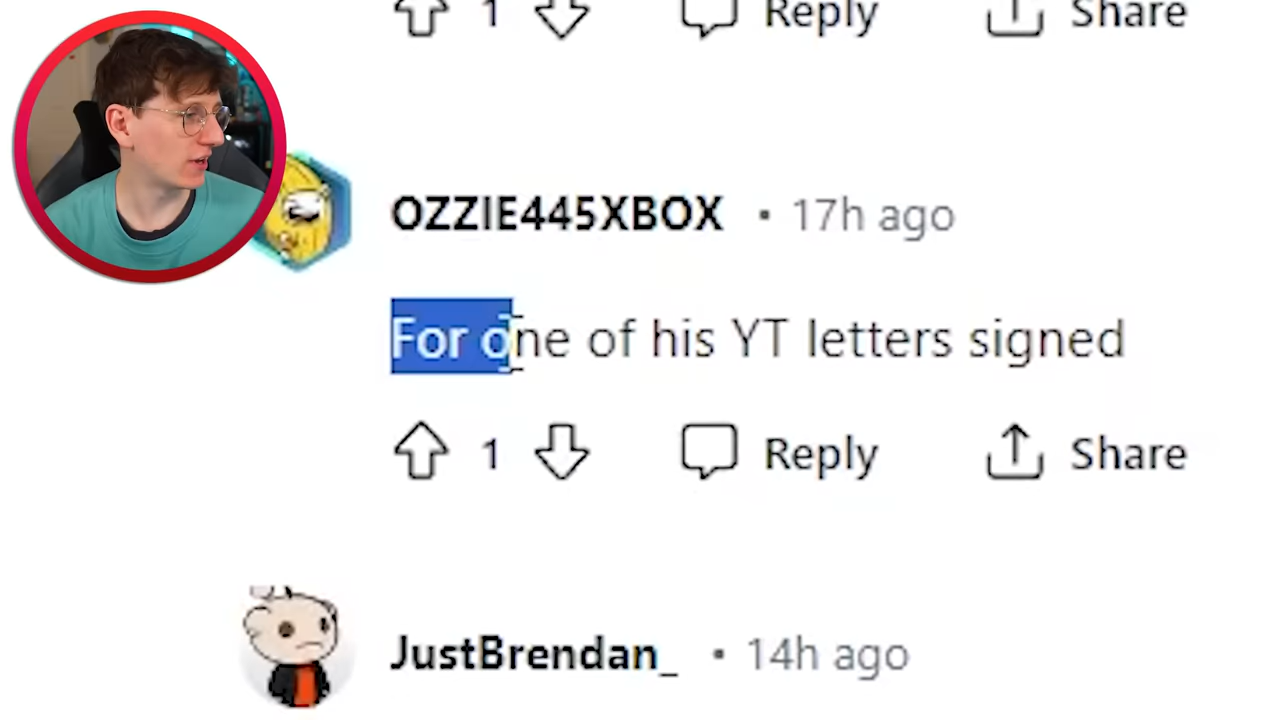 1 Reply Share
OZZIE445XBOX • 17h ago
For one of his YT letters signed
1 Reply Share
JustBrendan_ • 14h ago